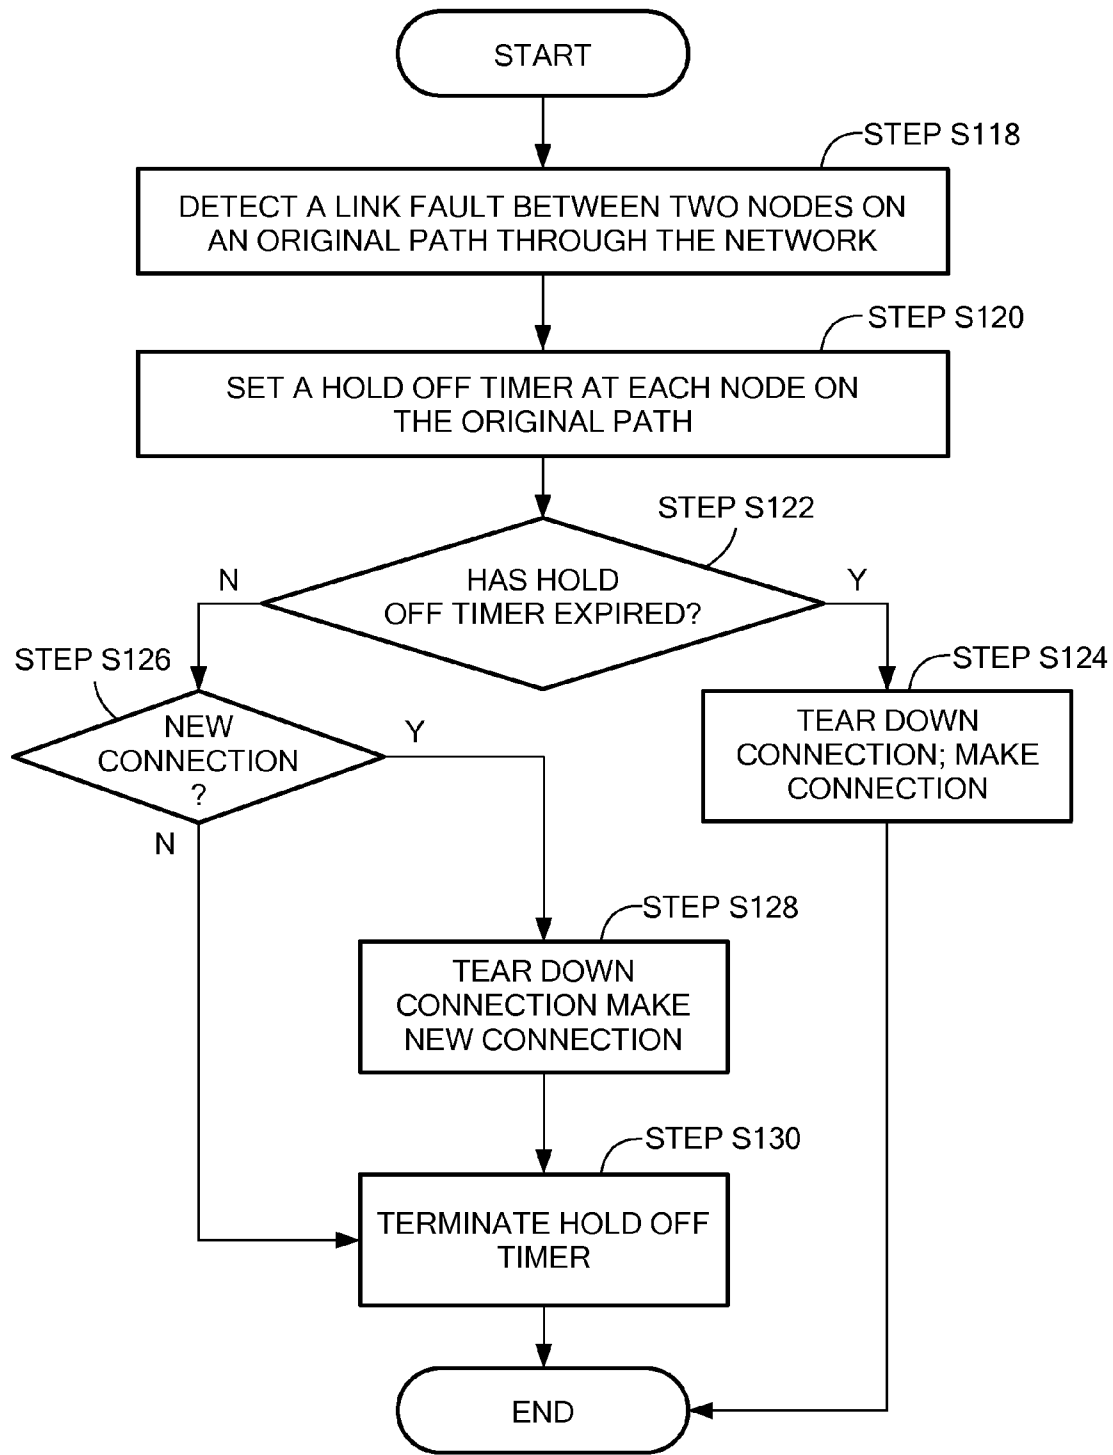 START
STEP S118
DETECT A LINK FAULT BETWEEN TWO NODES ON
AN ORIGINAL PATH THROUGH THE NETWORK
STEP S120
SET A HOLD OFF TIMER AT EACH NODE ON
THE ORIGINAL PATH
STEP S122
N
HAS HOLD
OFF TIMER EXPIRED?
Y
STEP S126
NEW
CONNECTION
?
Y
N
STEP S124
TEAR DOWN
CONNECTION; MAKE
CONNECTION
STEP S128
TEAR DOWN
CONNECTION MAKE
NEW CONNECTION
STEP S130
TERMINATE HOLD OFF
TIMER
END